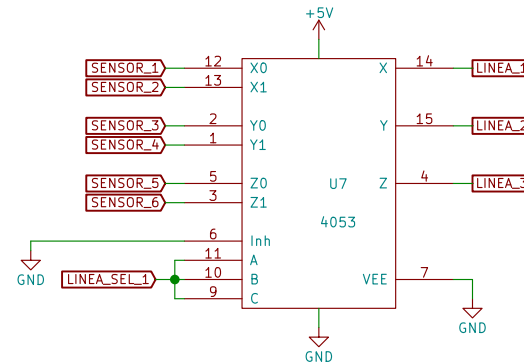 +5V
SENSOR_1 12 X0 X 14 LINEA_1
SENSOR_2 13 X1
SENSOR_3 2 Y0 Y 15 LINEA_2
SENSOR_4 1 Y1
SENSOR_5 5 Z0 U7 Z 4 LINEA_3
SENSOR_6 3 Z1
4053
6 Inh
11 A
GND LINEA_SEL_1 10 B VEE 7
9 C
GND
GND